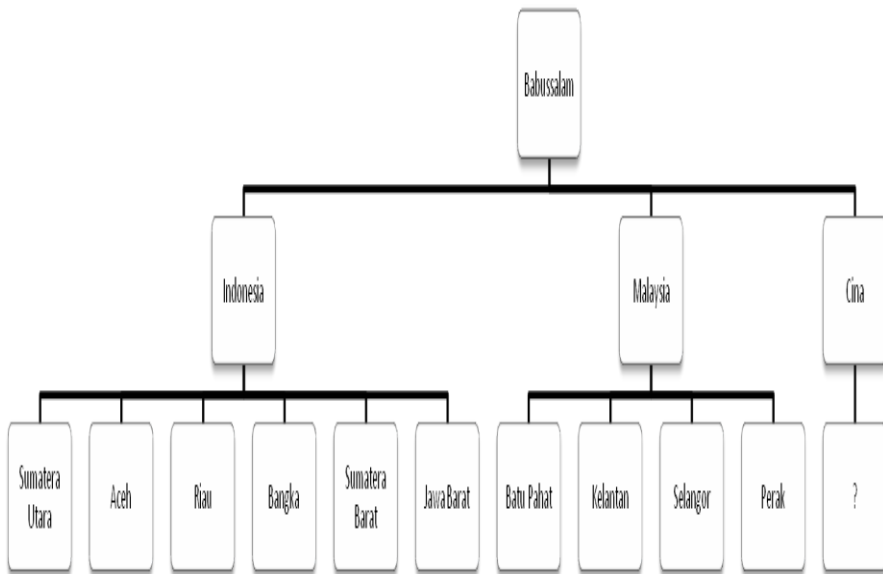 Babussalam
Indonesia
Malaysia
Cina
Sumatera
Utara
Aceh
Riau
Bangka
Sumatera
Barat
Jawa Barat
Batu Pahat
Kelantan
Selangor
Perak
?